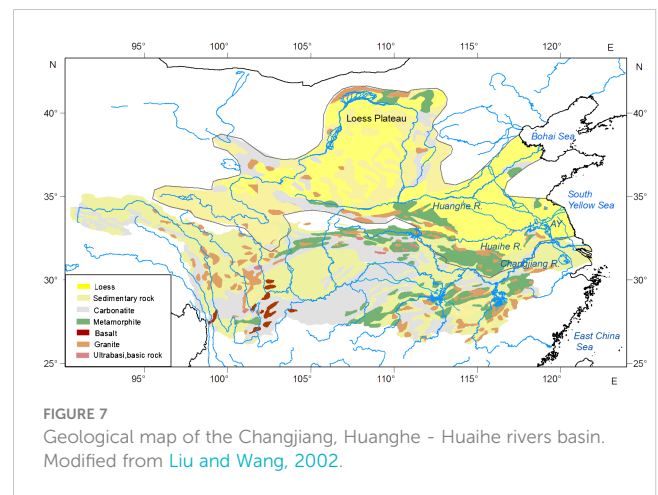 95° 100° 105° 110° 115° 120° E
N N
40° Loess Plateau 40°
Bohai Sea
35° 35°
Huanghe R.
South
Yellow Sea
AY
Huaihe R.
Changjiang R.
30° 30°
Loess
Sedimentary rock
Carbonatite
Metamorphile
Basalt
Granite
Ultrabasi,basic rock
East China
Sea
25° 25°
95° 100° 105° 110° 115° 120° E
FIGURE 7
Geological map of the Changjiang, Huanghe - Huaihe rivers basin.
Modified from Liu and Wang, 2002.